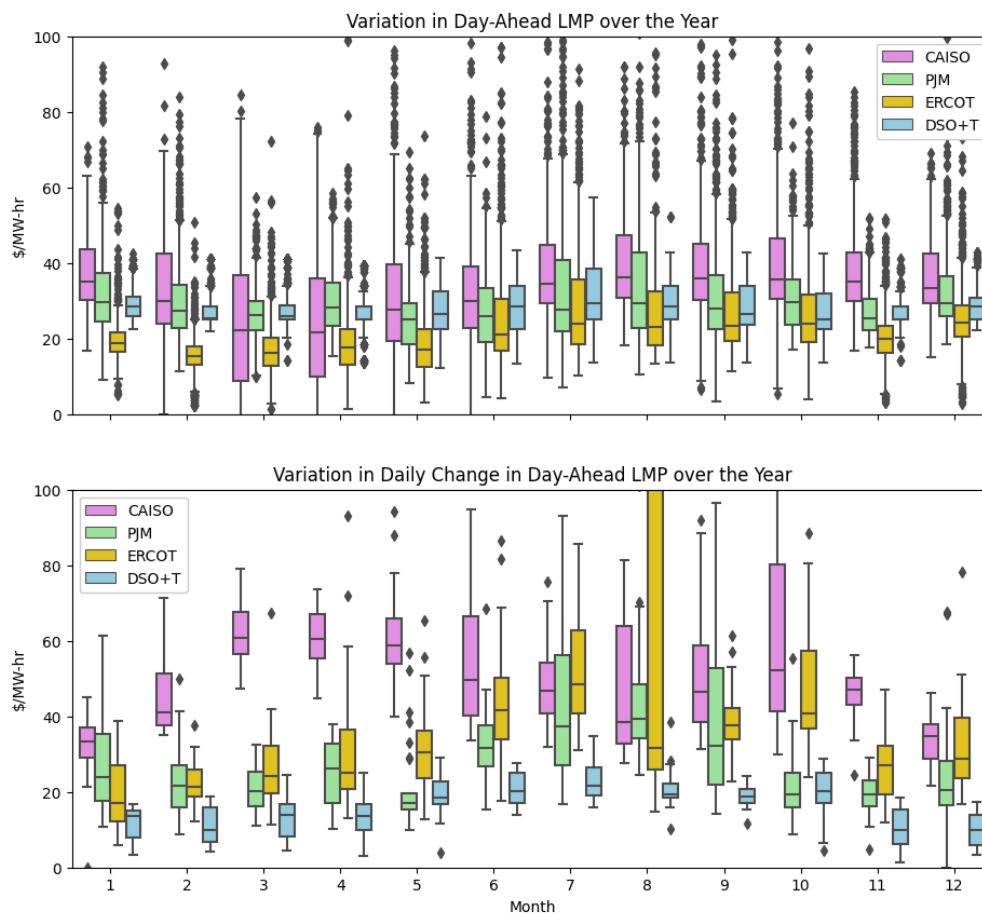 Variation in Day-Ahead LMP over the Year
100
80
60
40
20
0
$/MW-hr
CAISO
PJM
ERCOT
DSO+T
Variation in Daily Change in Day-Ahead LMP over the Year
100
80
60
40
20
0
$/MW-hr
CAISO
PJM
ERCOT
DSO+T
1 2 3 4 5 6 7 8 9 10 11 12
Month